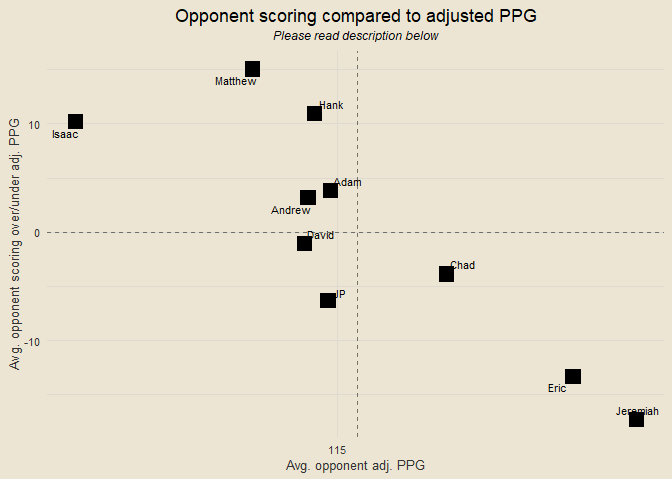 Opponent scoring compared to adjusted PPG
Please read description below
Matthew
Hank
Isaac
Adam
Andrew
David
Chad
JP
Eric
Jeremiah
10
0
-10
Avg. opponent scoring over/under adj. PPG
115
Avg. opponent adj. PPG